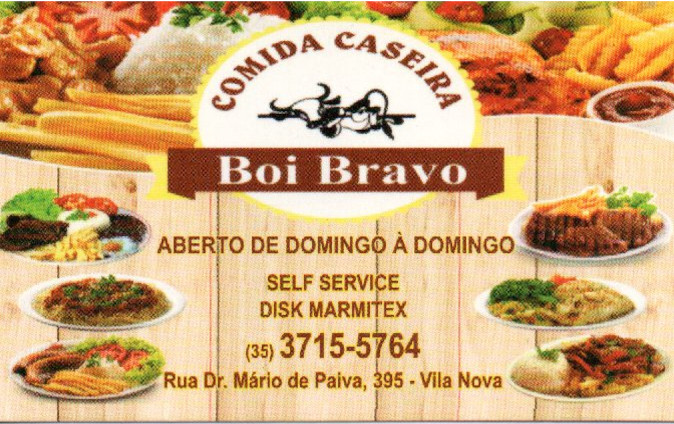 COMIDA CASEIRA
Boi Bravo
ABERTO DE DOMINGO À DOMINGO
SELF SERVICE
DISK MARMITEX
(35) 3715-5764
Rua Dr. Mário de Paiva, 395 - Vila Nova